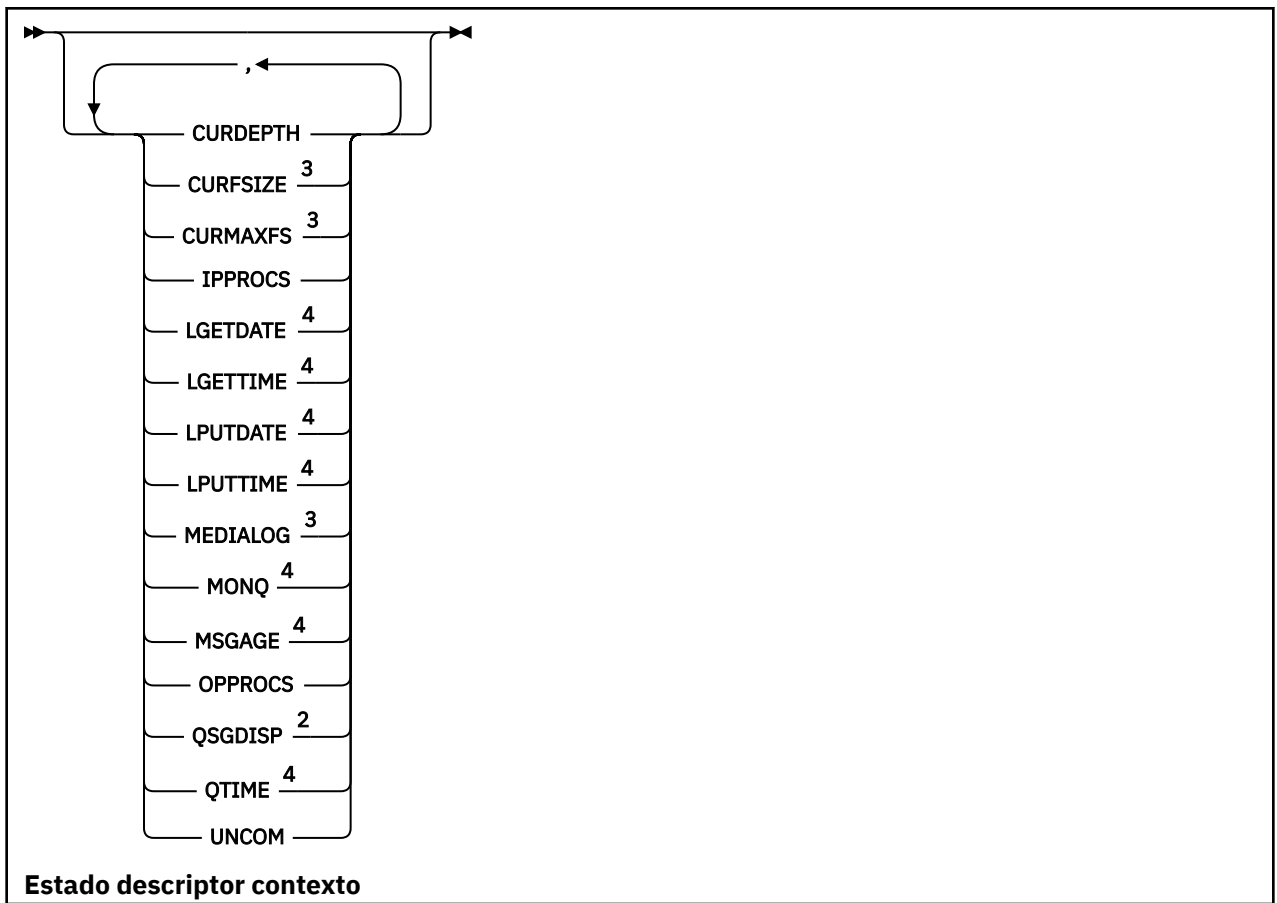 ,
CURDEPTH
CURFSIZE 3
CURMAXFS 3
IPPROCS
LGETDATE 4
LGETTIME 4
LPUTDATE 4
LPUTTIME 4
MEDIALOG 3
MONQ 4
MSGAGE 4
OPPROCS
QSGDISP 2
QTIME 4
UNCOM
Estado descriptor contexto